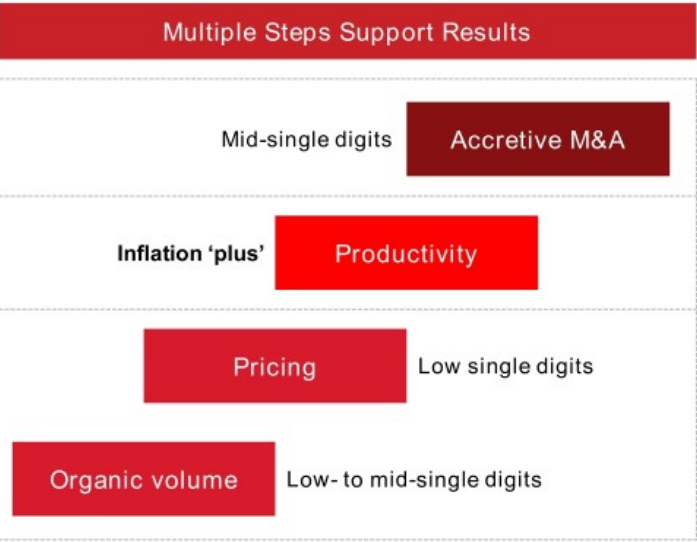 Multiple Steps Support Results
Mid-single digits Accretive M&A
Inflation ‘plus’ Productivity
Pricing Low single digits
Organic volume Low- to mid-single digits